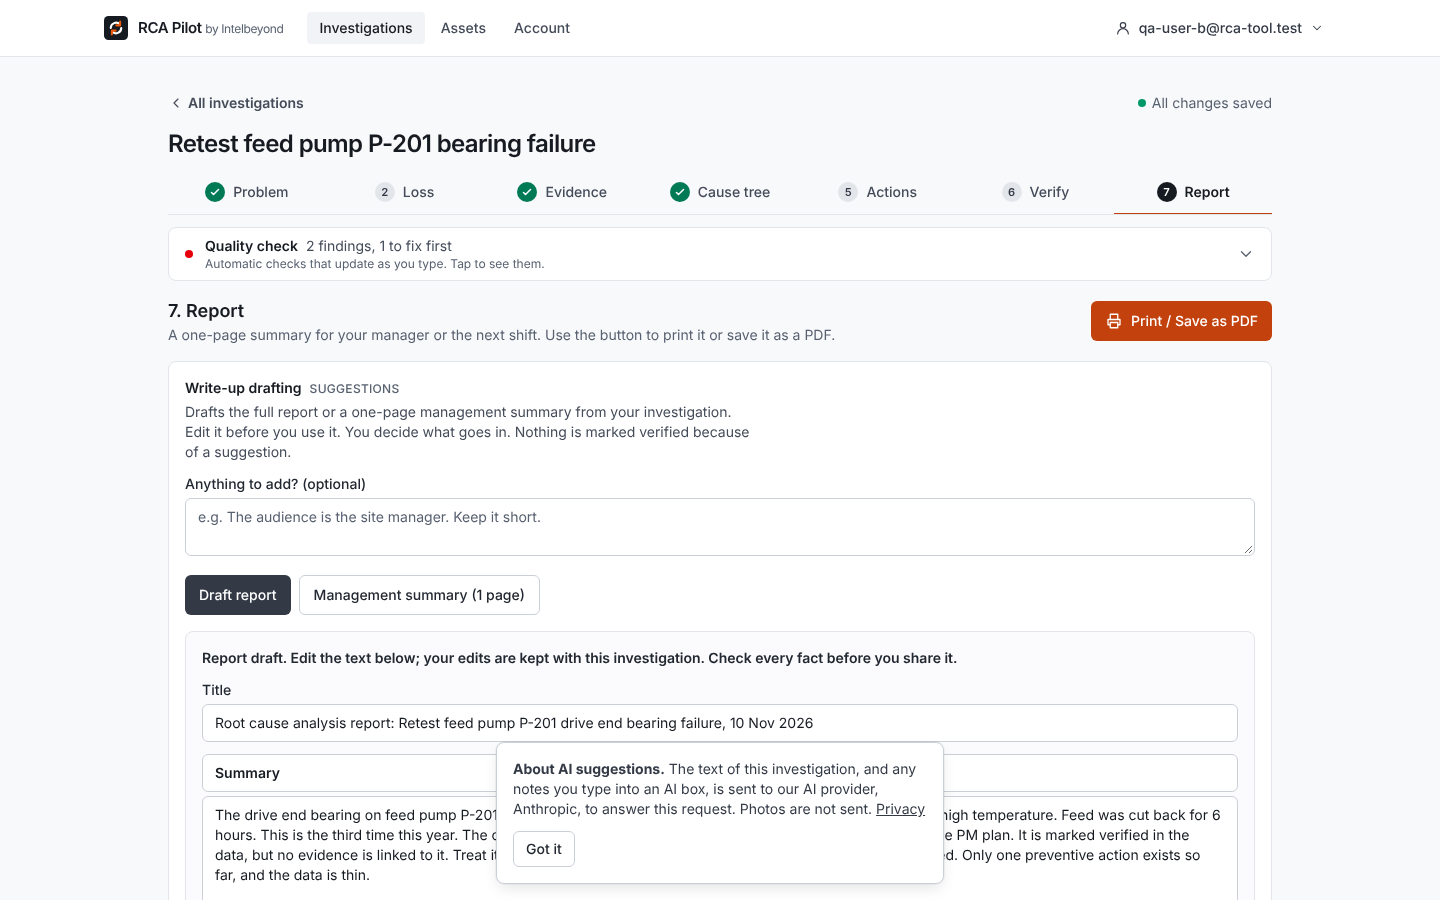 RCA Pilot by Intelbeyond
Investigations
Assets
Account
qa-user-b@rca-tool.test
All investigations
All changes saved
Retest feed pump P-201 bearing failure
Problem
2 Loss
Evidence
Cause tree
5 Actions
6 Verify
7 Report
Quality check 2 findings, 1 to fix first
Automatic checks that update as you type. Tap to see them.
7. Report
A one-page summary for your manager or the next shift. Use the button to print it or save it as a PDF.
Print / Save as PDF
Write-up drafting SUGGESTIONS
Drafts the full report or a one-page management summary from your investigation.
Edit it before you use it. You decide what goes in. Nothing is marked verified because
of a suggestion.
Anything to add? (optional)
e.g. The audience is the site manager. Keep it short.
Draft report
Management summary (1 page)
Report draft. Edit the text below; your edits are kept with this investigation. Check every fact before you share it.
Title
Root cause analysis report: Retest feed pump P-201 drive end bearing failure, 10 Nov 2026
Summary
The drive end bearing on feed pump P-201 high temperature. Feed was cut back for 6
hours. This is the third time this year. The PM plan. It is marked verified in the
data, but no evidence is linked to it. Treat Only one preventive action exists so
far, and the data is thin.
About AI suggestions. The text of this investigation, and any
notes you type into an AI box, is sent to our AI provider,
Anthropic, to answer this request. Photos are not sent. Privacy
Got it